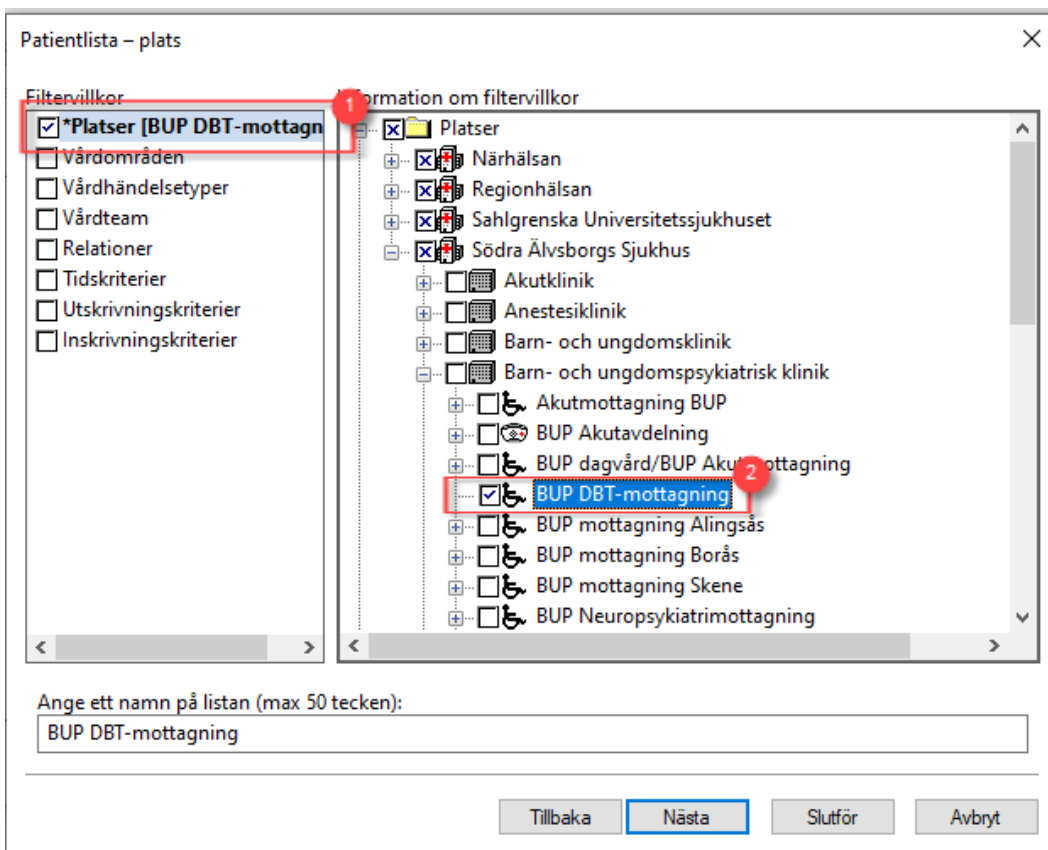 Patientlista – plats
Filtervillkor
*Platser [BUP DBT-mottagn
Vårdområden
Vårdhändelsetyper
Vårdteam
Relationer
Tidskriterier
Utskrivningskriterier
Inskrivningskriterier
1
om filtervillkor
Platser
Närhälsan
Regionhälsan
Sahlgrenska Universitetssjukhuset
Södra Älvsborgs Sjukhus
Akutklinik
Anestesiklinik
Barn- och ungdomsklinik
Barn- och ungdomspsykiatrisk klinik
Akutmottagning BUP
BUP Akutavdelning
BUP dagvård/BUP Akutmottagning
2
BUP DBT-mottagning
BUP mottagning Alingsås
BUP mottagning Borås
BUP mottagning Skene
BUP Neuropsykiatrimottagning
Ange ett namn på listan (max 50 tecken):
BUP DBT-mottagning
Tillbaka Nästa Slutför Avbryt